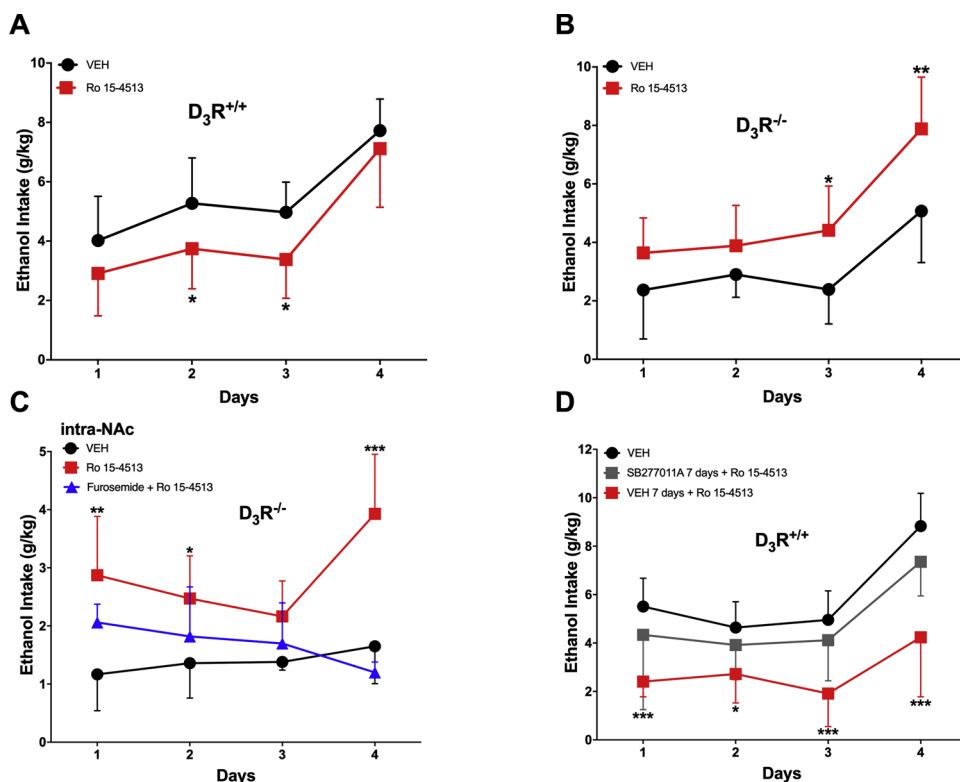 A
VEH
Ro 15-4513
D3R+/+
Ethanol Intake (g/kg)
10
8
6
4
2
0
*
*
1 2 3 4
Days
B
VEH
Ro 15-4513
D3R-/-
Ethanol Intake (g/kg)
10
8
6
4
2
0
*
**
1 2 3 4
Days
C
intra-NAc
VEH
Ro 15-4513
Furosemide + Ro 15-4513
D3R-/-
Ethanol Intake (g/kg)
5
4
3
2
1
0
**
*
***
1 2 3 4
Days
D
VEH
SB277011A 7 days + Ro 15-4513
VEH 7 days + Ro 15-4513
D3R+/+
Ethanol Intake (g/kg)
12
10
8
6
4
2
0
***
*
***
***
1 2 3 4
Days